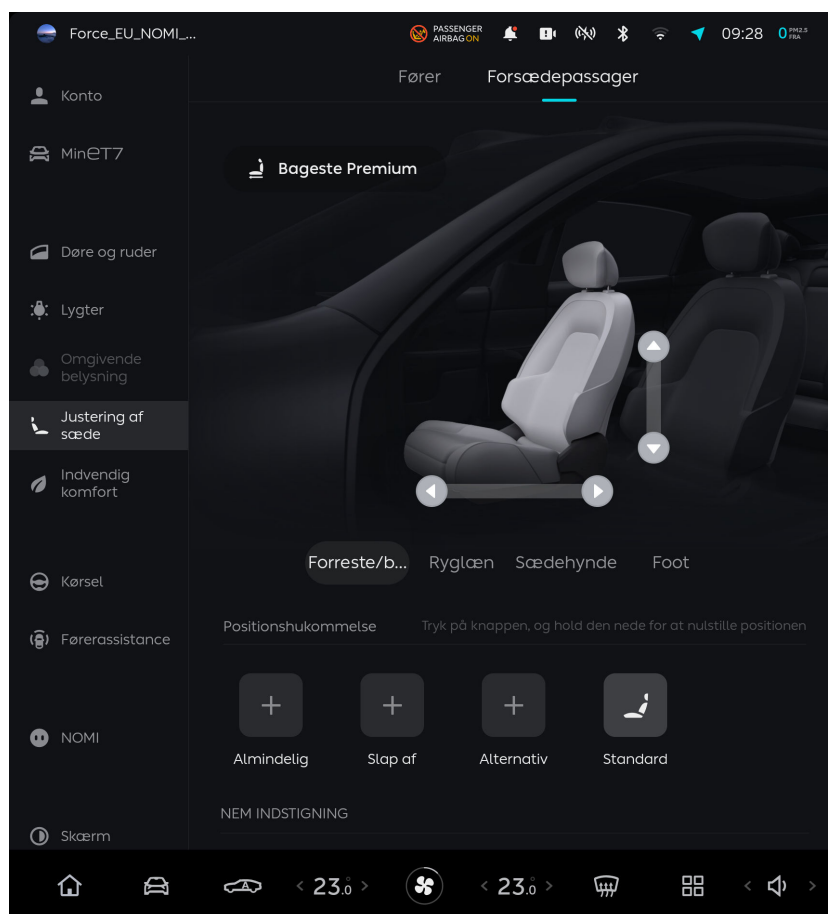 Force_EU_NOMI_...
PASSENGER
AIRBAG ON
09:28
0 PM2.5
FRA
Fører
Forsædepassager
Konto
Min ET7
Bageste Premium
Døre og ruder
Lygter
Omgivende
belysning
Justering af
sæde
Indvendig
komfort
Forreste/b...
Ryglæn
Sædehynde
Foot
Kørsel
Positionshukommelse
Tryk på knappen, og hold den nede for at nulstille positionen
Førerassistance
NOMI
Almindelig
Slap af
Alternativ
Standard
NEM INDSTIGNING
Skærm
A
< 23.0° >
< 23.0° >